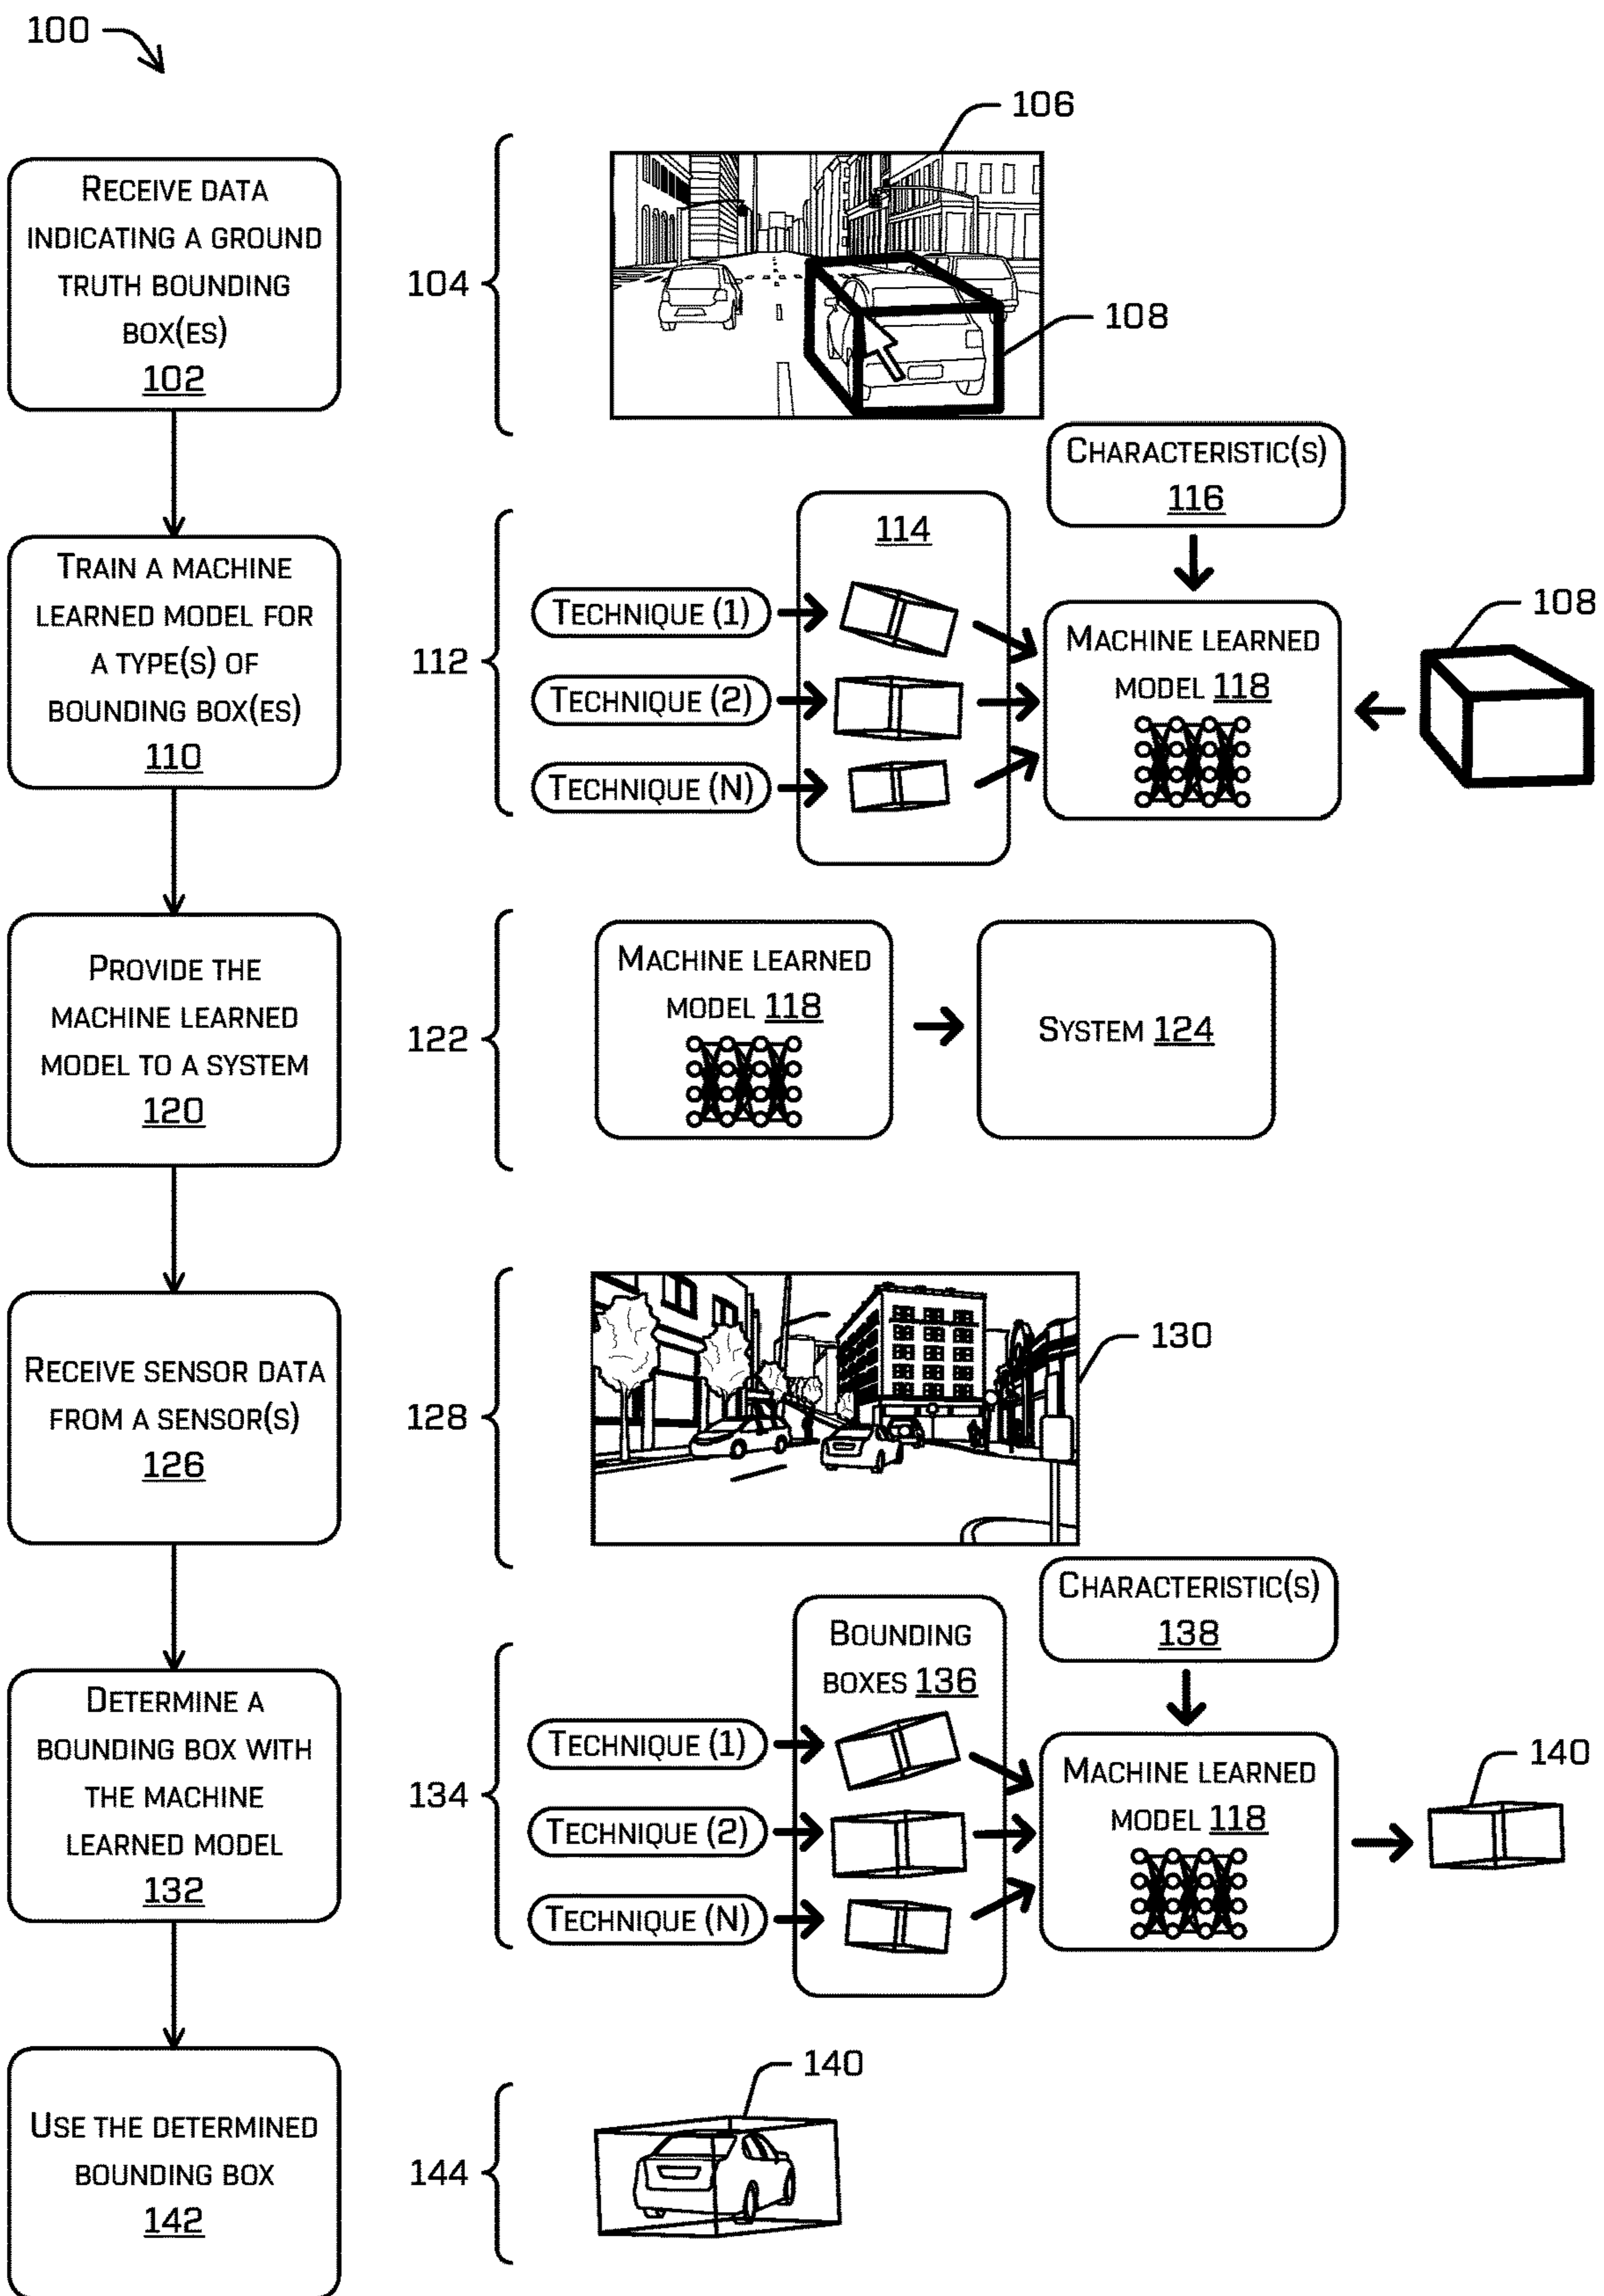 100
RECEIVE DATA
INDICATING A GROUND
TRUTH BOUNDING
BOX(ES)
102
104
106
108
TRAIN A MACHINE
LEARNED MODEL FOR
A TYPE(S) OF
BOUNDING BOX(ES)
110
112
TECHNIQUE (1)
TECHNIQUE (2)
TECHNIQUE (N)
114
CHARACTERISTIC(S)
116
MACHINE LEARNED
MODEL 118
108
PROVIDE THE
MACHINE LEARNED
MODEL TO A SYSTEM
120
122
MACHINE LEARNED
MODEL 118
SYSTEM 124
RECEIVE SENSOR DATA
FROM A SENSOR(S)
126
128
130
DETERMINE A
BOUNDING BOX WITH
THE MACHINE
LEARNED MODEL
132
134
TECHNIQUE (1)
TECHNIQUE (2)
TECHNIQUE (N)
BOUNDING
BOXES 136
CHARACTERISTIC(S)
138
MACHINE LEARNED
MODEL 118
140
USE THE DETERMINED
BOUNDING BOX
142
144
140